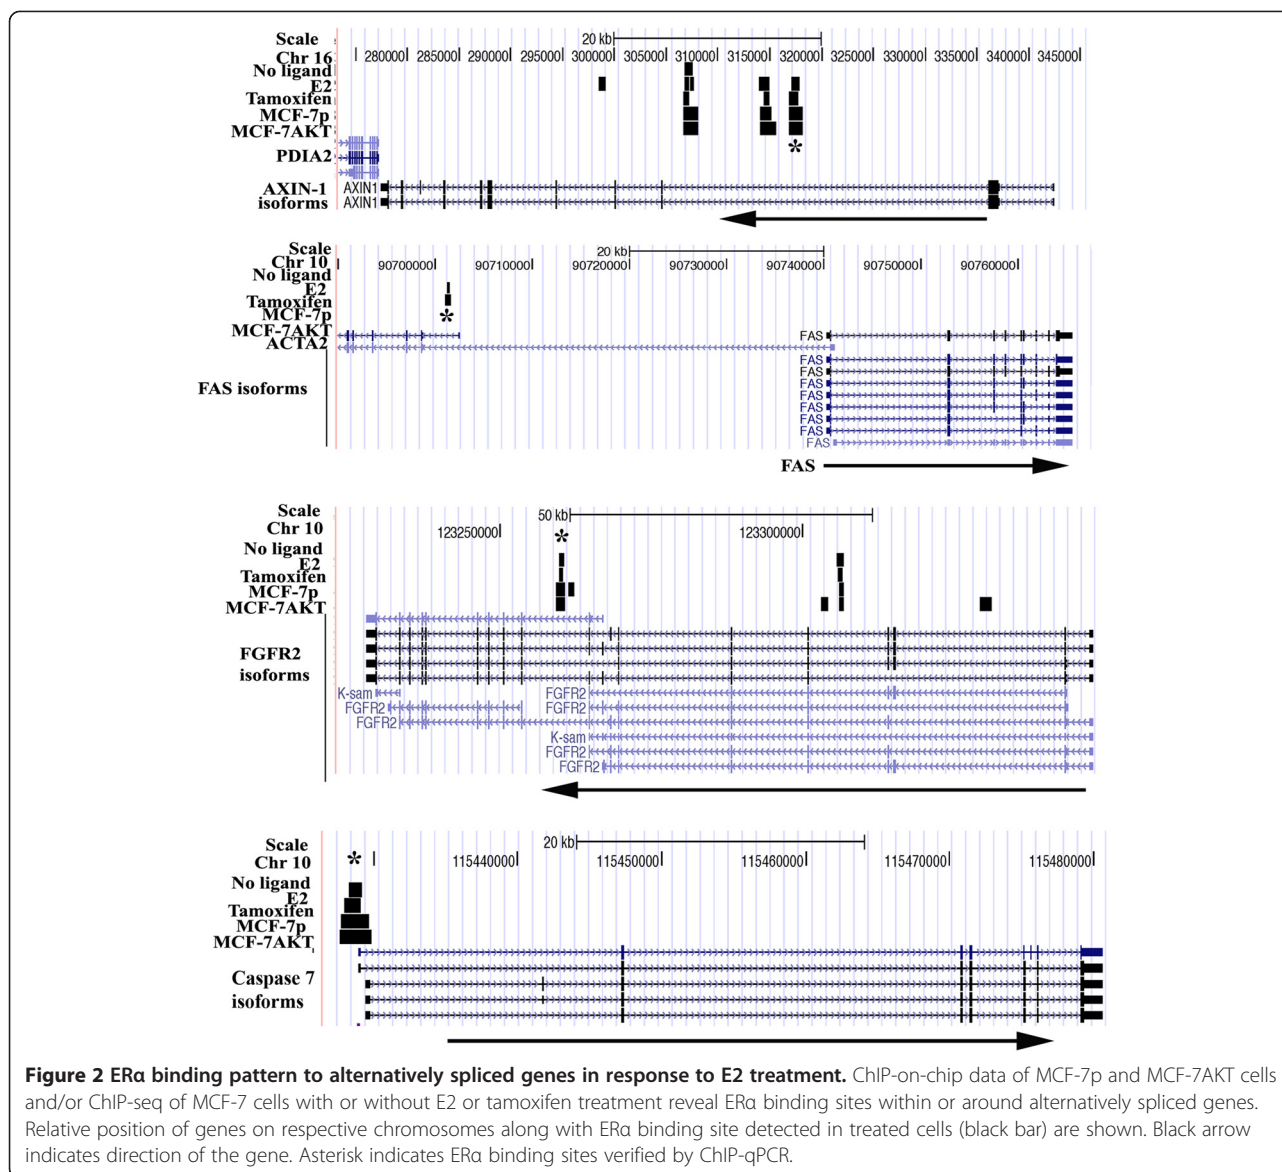 Scale 20 kb
Chr 16 280000 285000 290000 295000 300000 305000 310000 315000 320000 325000 330000 335000 340000 345000
No ligand
E2
Tamoxifen
MCF-7p
MCF-7AKT
*
PDIA2
AXIN-1 AXIN1
isoforms AXIN1
Scale 20 kb
Chr 10 90700000 90710000 90720000 90730000 90740000 90750000 90760000
No ligand
E2
Tamoxifen
MCF-7p *
MCF-7AKT FAS
ACTA2
FAS
FAS
FAS isoforms FAS
FAS
FAS
FAS
FAS
FAS
FAS
Scale 50 kb
Chr 10 123250000 * 123300000
No ligand
E2
Tamoxifen
MCF-7p
MCF-7AKT
FGFR2
isoforms
K-sam FGFR2
FGFR2 FGFR2
FGFR2
K-sam
FGFR2
FGFR2
Scale 20 kb
Chr 10 * 115440000 115450000 115460000 115470000 115480000
No ligand
E2
Tamoxifen
MCF-7p
MCF-7AKT
Caspase 7
isoforms
Figure 2 ERα binding pattern to alternatively spliced genes in response to E2 treatment. ChIP-on-chip data of MCF-7p and MCF-7AKT cells
and/or ChIP-seq of MCF-7 cells with or without E2 or tamoxifen treatment reveal ERα binding sites within or around alternatively spliced genes.
Relative position of genes on respective chromosomes along with ERα binding site detected in treated cells (black bar) are shown. Black arrow
indicates direction of the gene. Asterisk indicates ERα binding sites verified by ChIP-qPCR.